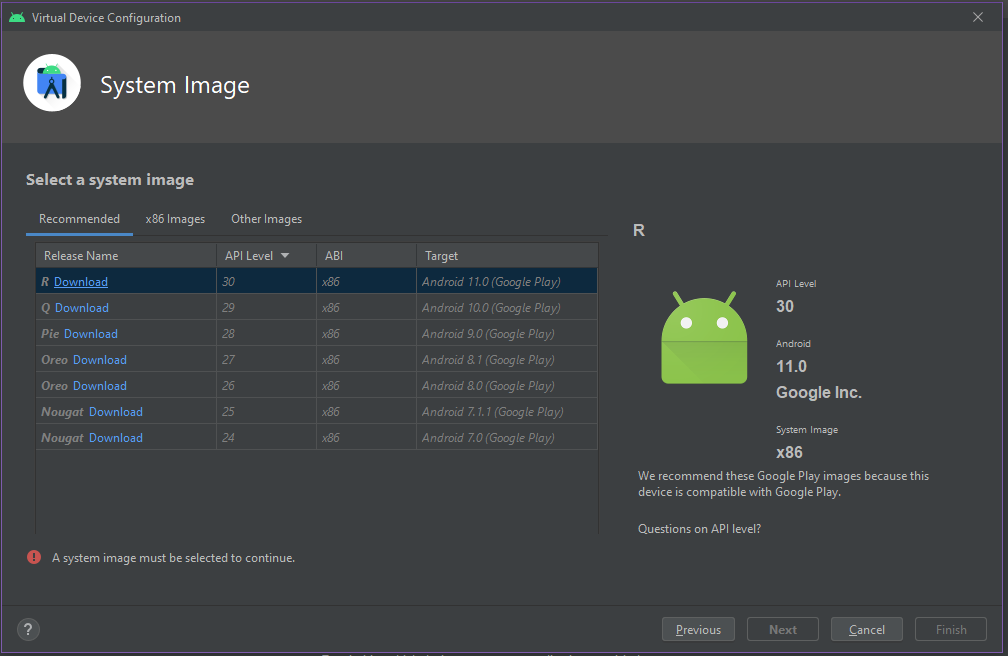 Virtual Device Configuration
System Image
Select a system image
Recommended x86 Images Other Images
Release Name API Level ABI Target
R Download 30 x86 Android 11.0 (Google Play)
Q Download 29 x86 Android 10.0 (Google Play)
Pie Download 28 x86 Android 9.0 (Google Play)
Oreo Download 27 x86 Android 8.1 (Google Play)
Oreo Download 26 x86 Android 8.0 (Google Play)
Nougat Download 25 x86 Android 7.1.1 (Google Play)
Nougat Download 24 x86 Android 7.0 (Google Play)
A system image must be selected to continue.
R
API Level
30
Android
11.0
Google Inc.
System Image
x86
We recommend these Google Play images because this
device is compatible with Google Play.
Questions on API level?
? Previous Next Cancel Finish